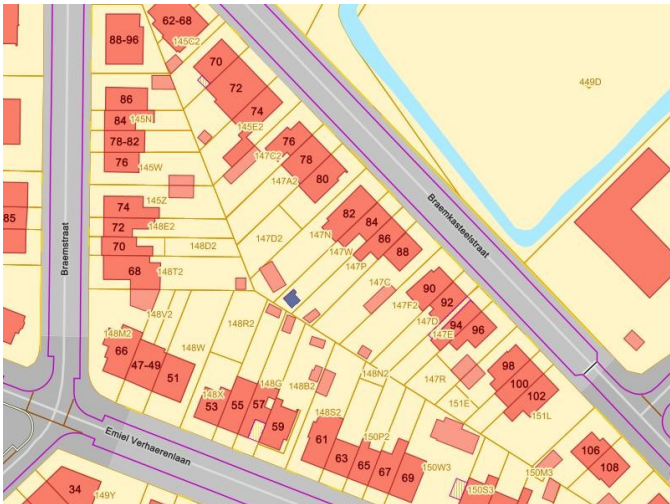 62-68
88-96
145C2
70
72
449D
86
74
84
145N
145E2
78-82
76
147C2
78
76
145W
80
147A2
74
145Z
82
85
72
148E2
84
147N
86
70
148D2
147D2
147W
88
Braemkasteelstraat
Braemstraat
147P
68
148T2
147C
90
92
148V2
147F2
147D
94
96
148R2
147E
148M2
66
148W
47-49
98
51
148N2
100
147R
148G
148B2
102
148X
55
57
151E
53
148S2
151L
59
61
Emiel Verhaerenlaan
150P2
63
106
65
67
69
150W3
108
150M3
34
149Y
150S3